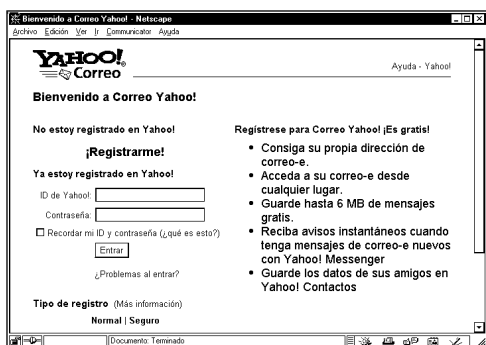 Bienvenido a Correo Yahoo! - Netscape
Archivo Edición Ver Ir Communicator Ayuda
YAHOO!
Correo
Ayuda - Yahoo!
Bienvenido a Correo Yahoo!
No estoy registrado en Yahoo!
¡Registrarme!
Ya estoy registrado en Yahoo!
ID de Yahoo!:
Contraseña:
Recordar mi ID y contraseña (¿qué es esto?)
Entrar
¿Problemas al entrar?
Tipo de registro (Más información)
Normal | Seguro
Regístrese para Correo Yahoo! ¡Es gratis!
• Consiga su propia dirección de
correo-e.
• Acceda a su correo-e desde
cualquier lugar.
• Guarde hasta 6 MB de mensajes
gratis.
• Reciba avisos instantáneos cuando
tenga mensajes de correo-e nuevos
con Yahoo! Messenger
• Guarde los datos de sus amigos en
Yahoo! Contactos
Documento: Terminado